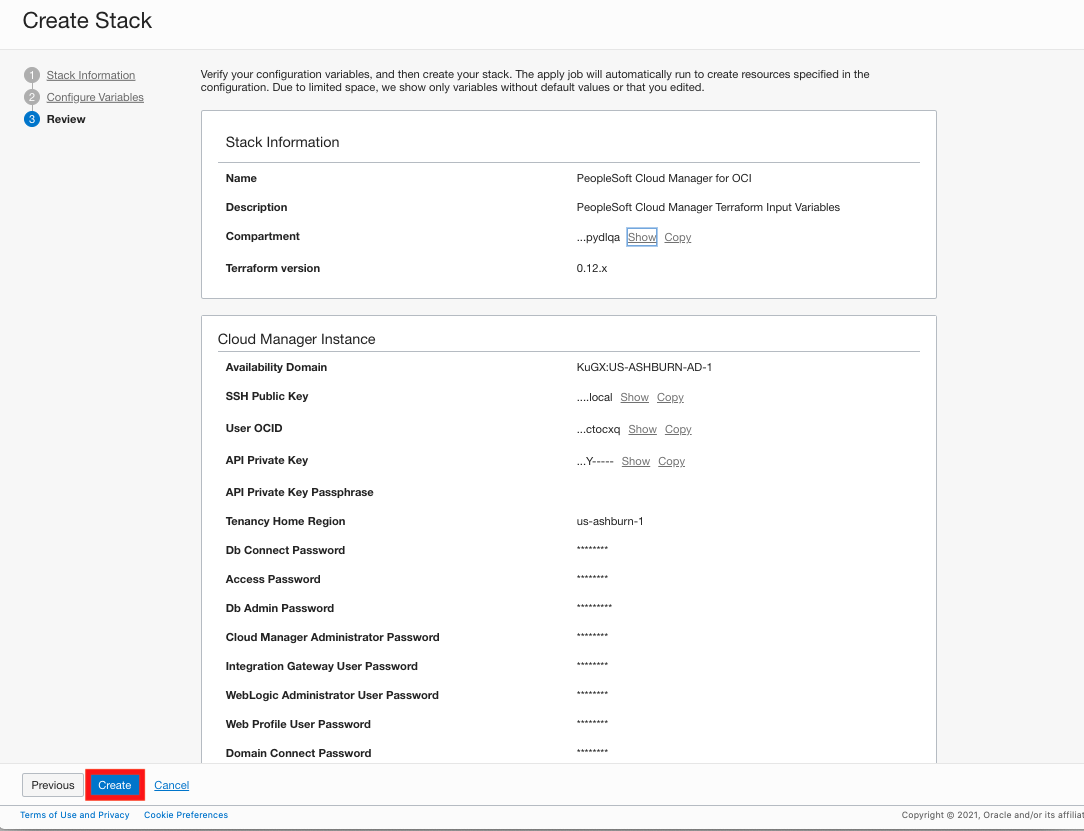 Create Stack
1 Stack Information
2 Configure Variables
3 Review
Verify your configuration variables, and then create your stack. The apply job will automatically run to create resources specified in the
configuration. Due to limited space, we show only variables without default values or that you edited.
Stack Information
Name PeopleSoft Cloud Manager for OCI
Description PeopleSoft Cloud Manager Terraform Input Variables
Compartment ...pydlqa Show Copy
Terraform version 0.12.x
Cloud Manager Instance
Availability Domain KuGX:US-ASHBURN-AD-1
SSH Public Key ....local Show Copy
User OCID ...ctocxq Show Copy
API Private Key ...Y----- Show Copy
API Private Key Passphrase
Tenancy Home Region us-ashburn-1
Db Connect Password ********
Access Password ********
Db Admin Password *********
Cloud Manager Administrator Password ********
Integration Gateway User Password ********
WebLogic Administrator User Password ********
Web Profile User Password ********
Domain Connect Password ********
Previous Create Cancel
Terms of Use and Privacy Cookie Preferences Copyright © 2021, Oracle and/or its affiliat